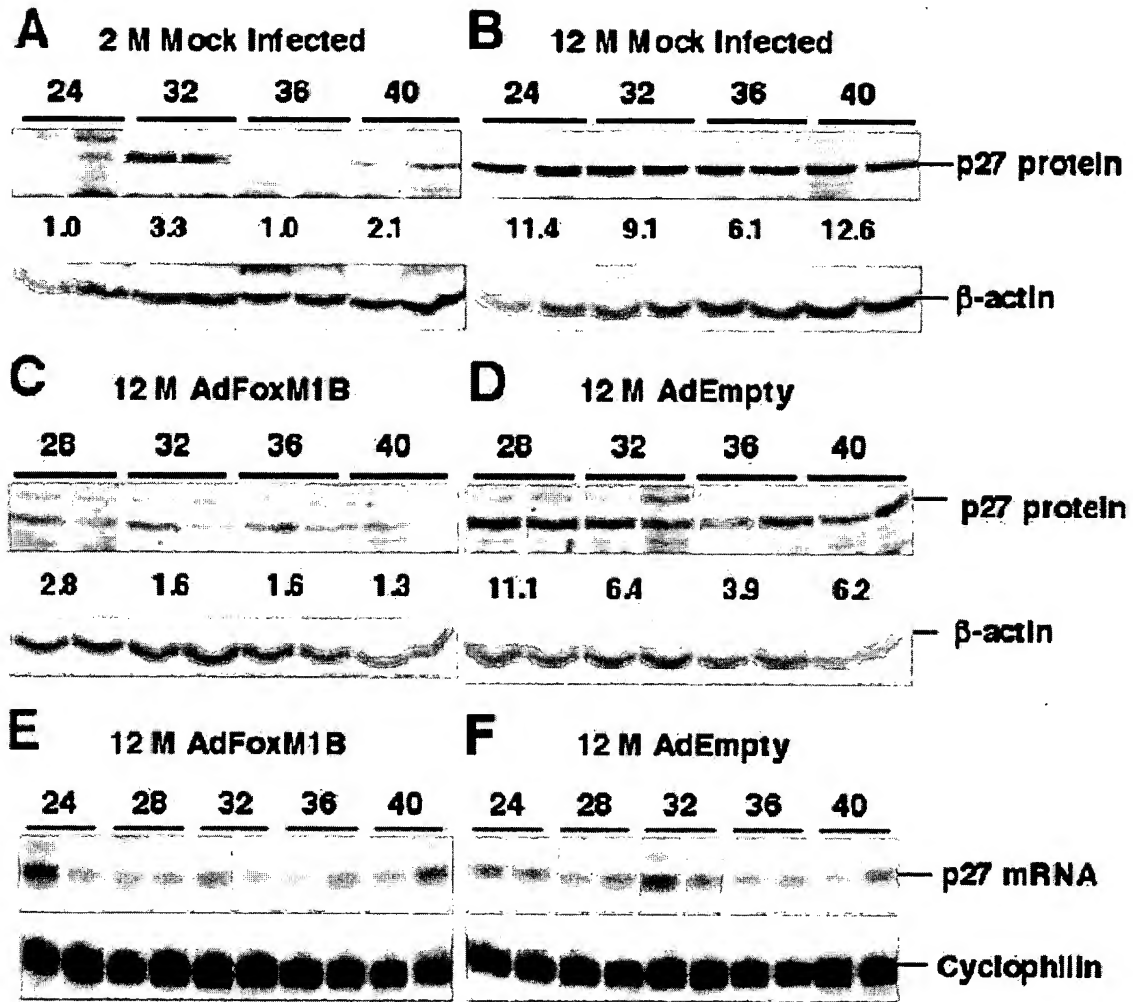 A 2 M Mock Infected
24 32 36 40
1.0 3.3 1.0 2.1
B 12 M Mock Infected
24 32 36 40
p27 protein
11.4 9.1 6.1 12.6
β-actin
C 12 M AdFoxM1B
28 32 36 40
2.8 1.6 1.6 1.3
D 12 M AdEmpty
28 32 36 40
p27 protein
11.1 6.4 3.9 6.2
β-actin
E 12 M AdFoxM1B
24 28 32 36 40
F 12 M AdEmpty
24 28 32 36 40
p27 mRNA
Cyclophilin